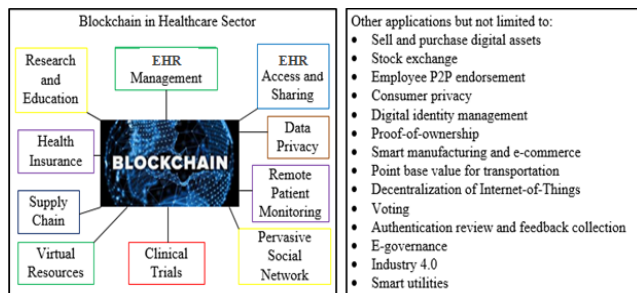 Blockchain in Healthcare Sector
Research
and
Education
EHR
Management
EHR
Access and
Sharing
Health
Insurance
BLOCKCHAIN
Data
Privacy
Remote
Patient
Monitoring
Supply
Chain
Virtual
Resources
Clinical
Trials
Pervasive
Social
Network
Other applications but not limited to:
• Sell and purchase digital assets
• Stock exchange
• Employee P2P endorsement
• Consumer privacy
• Digital identity management
• Proof-of-ownership
• Smart manufacturing and e-commerce
• Point base value for transportation
• Decentralization of Internet-of-Things
• Voting
• Authentication review and feedback collection
• E-governance
• Industry 4.0
• Smart utilities